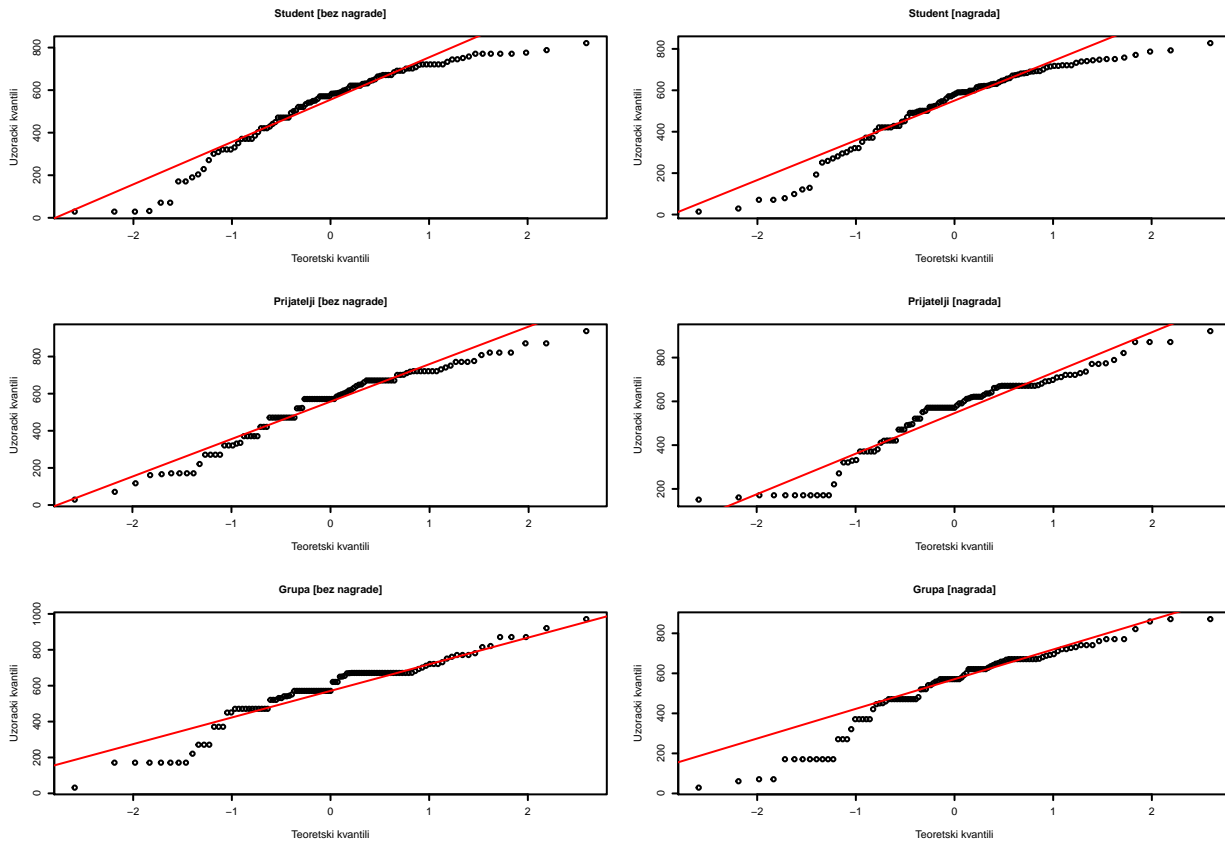 Student [bez nagrade]
Uzoracki kvantili
0 200 400 600 800
−2 −1 0 1 2
Teoretski kvantili
Student [nagrada]
Uzoracki kvantili
0 200 400 600 800
−2 −1 0 1 2
Teoretski kvantili
Prijatelji [bez nagrade]
Uzoracki kvantili
0 200 400 600 800
−2 −1 0 1 2
Teoretski kvantili
Prijatelji [nagrada]
Uzoracki kvantili
200 400 600 800
−2 −1 0 1 2
Teoretski kvantili
Grupa [bez nagrade]
Uzoracki kvantili
0 200 400 600 800 1000
−2 −1 0 1 2
Teoretski kvantili
Grupa [nagrada]
Uzoracki kvantili
0 200 400 600 800
−2 −1 0 1 2
Teoretski kvantili